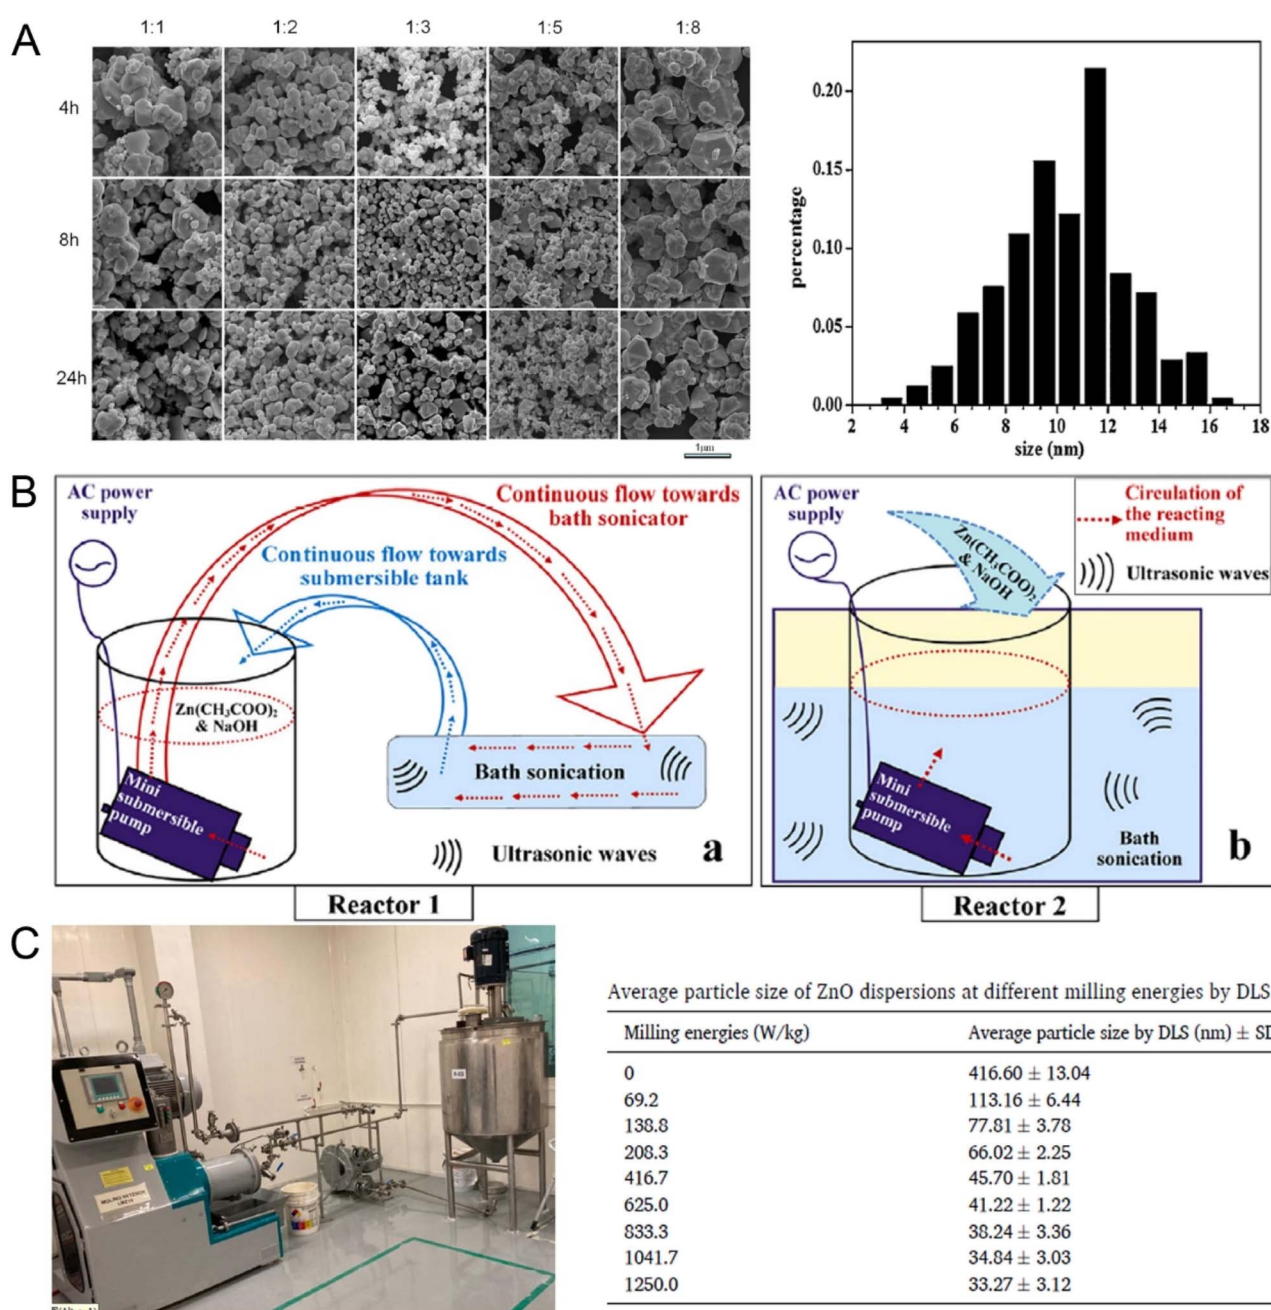 A
1:1 1:2 1:3 1:5 1:8
4h
8h
24h
1μm
percentage
0.20
0.15
0.10
0.05
0.00
2 4 6 8 10 12 14 16 18
size (nm)
B
AC power
supply
Continuous flow towards
bath sonicator
Continuous flow towards
submersible tank
Zn(CH₃COO)₂
& NaOH
Mini
submersible
pump
Bath sonication
Ultrasonic waves
a
Reactor 1
AC power
supply
Zn(CH₃COO)₂
& NaOH
Circulation of
the reacting
medium
Ultrasonic waves
Mini
submersible
pump
Bath
sonication
b
Reactor 2
C
Average particle size of ZnO dispersions at different milling energies by DLS
Milling energies (W/kg) Average particle size by DLS (nm) ± SD
0 416.60 ± 13.04
69.2 113.16 ± 6.44
138.8 77.81 ± 3.78
208.3 66.02 ± 2.25
416.7 45.70 ± 1.81
625.0 41.22 ± 1.22
833.3 38.24 ± 3.36
1041.7 34.84 ± 3.03
1250.0 33.27 ± 3.12